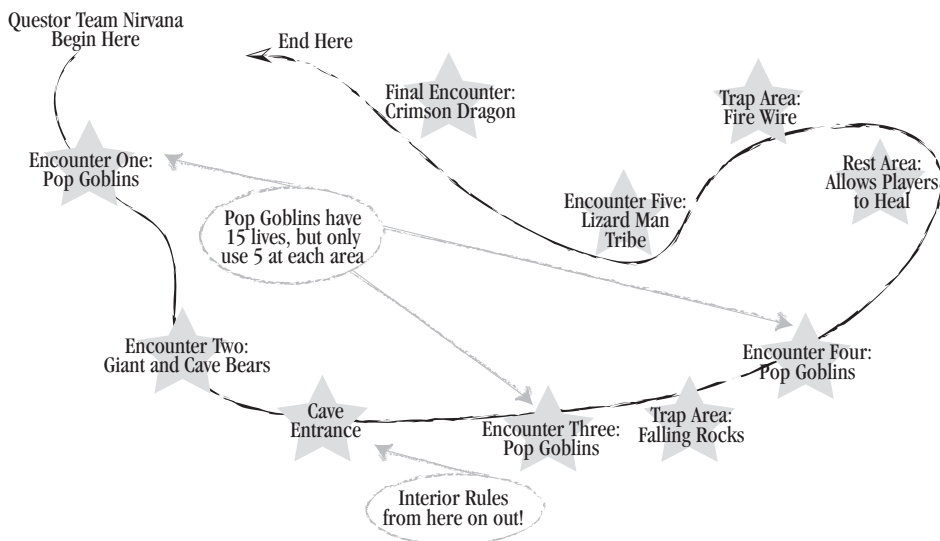 Questor Team Nirvana
Begin Here
End Here
Final Encounter:
Crimson Dragon
Trap Area:
Fire Wire
Encounter One:
Pop Goblins
Rest Area:
Allows Players
to Heal
Pop Goblins have
15 lives, but only
use 5 at each area
Encounter Five:
Lizard Man
Tribe
Encounter Two:
Giant and Cave Bears
Encounter Four:
Pop Goblins
Cave
Entrance
Encounter Three:
Pop Goblins
Trap Area:
Falling Rocks
Interior Rules
from here on out!